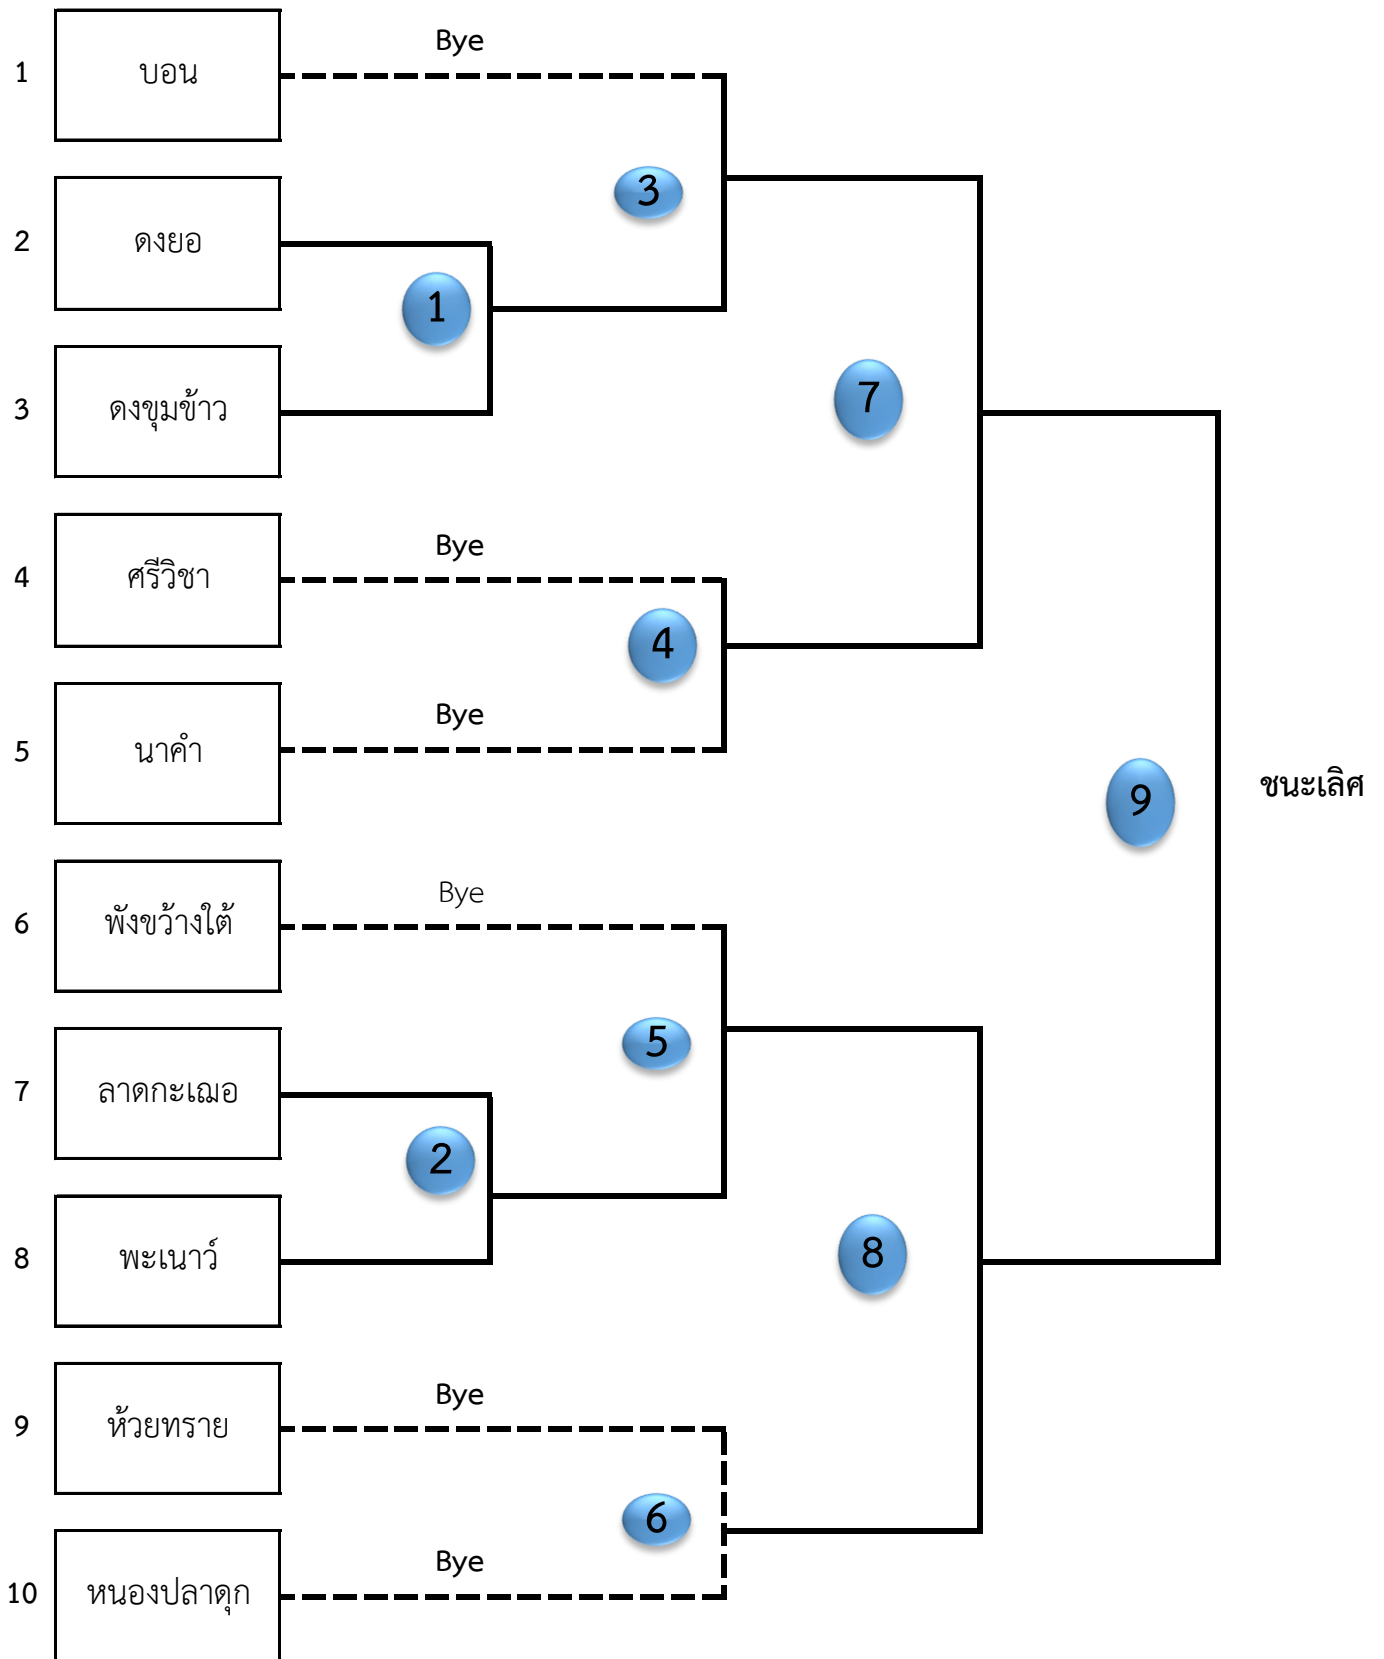 Bye
1 บอน
3
2 ดงยอ
1
3 ดงขุมข้าว
7
Bye
4 ศรีวิชา
4
Bye
5 นาคำ
9 ชนะเลิศ
Bye
6 พังขว้างใต้
5
7 ลาดกะเฌอ
2
8 พะเนาว์
8
Bye
9 ห้วยทราย
6
Bye
10 หนองปลาดุก